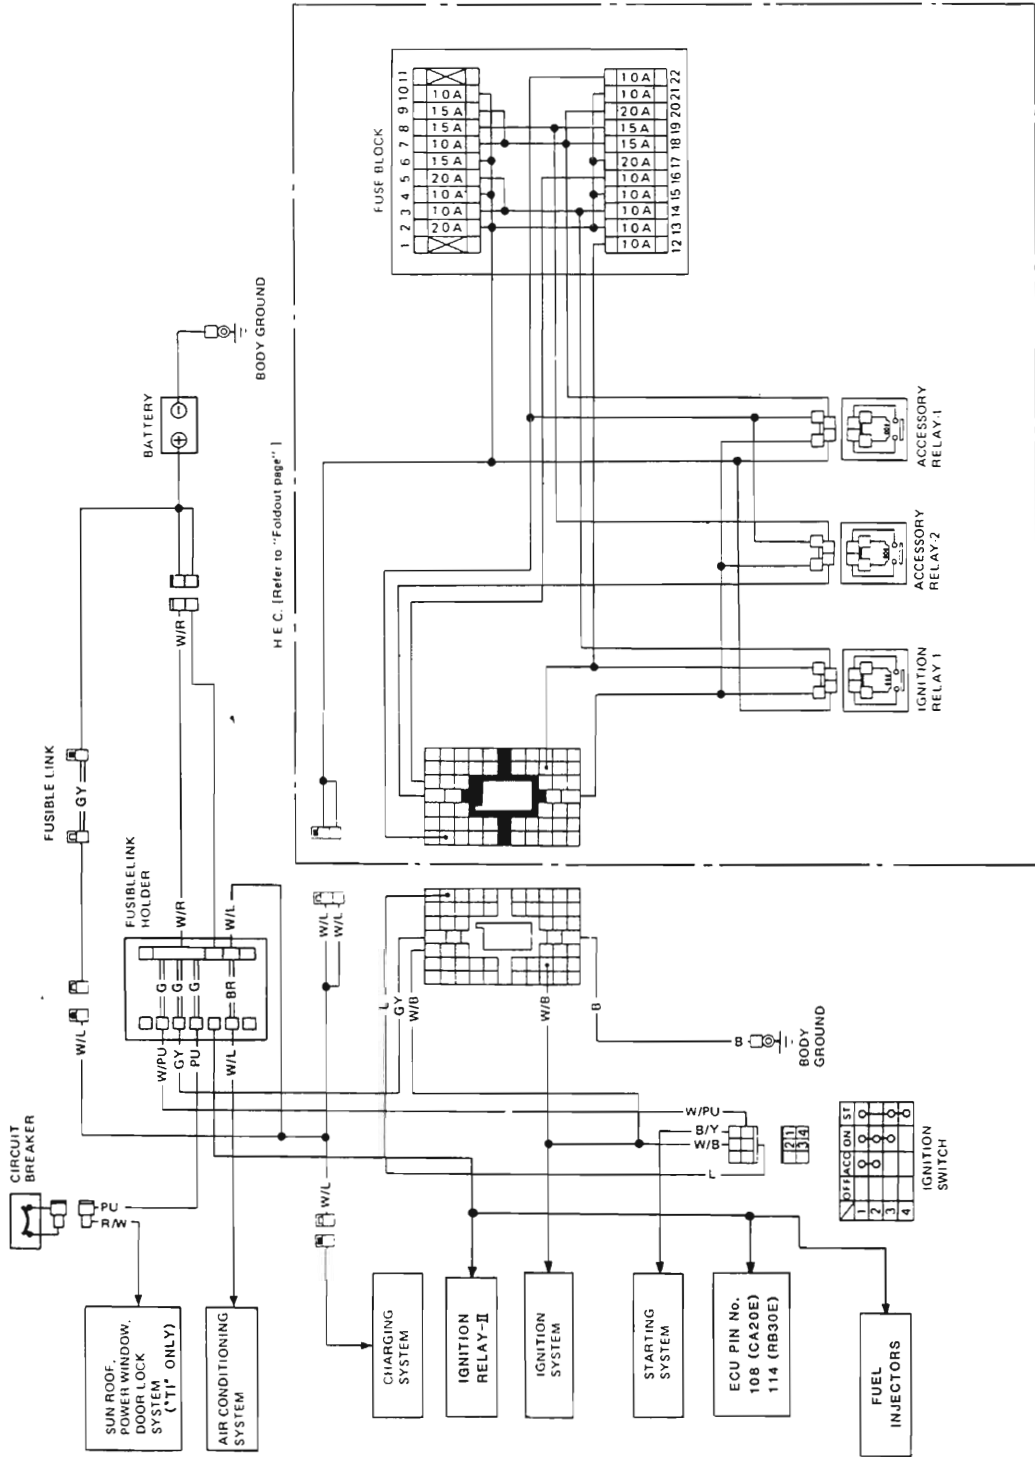 CIRCUIT
BREAKER
PU
R/W
SUN ROOF,
POWER WINDOW,
DOOR LOCK
SYSTEM
("TI" ONLY)
AIR CONDITIONING
SYSTEM
CHARGING
SYSTEM
IGNITION
RELAY-II
IGNITION
SYSTEM
STARTING
SYSTEM
ECU PIN No.
108 (CA20E)
114 (RB30E)
FUEL
INJECTORS
W/L
FUSIBLE LINK
GY
FUSIBLE LINK
HOLDER
W/R
W/L
G
G
G
BR
W/PU
GY
PU
W/L
W/L
W/L
W/L
L
GY
W/B
W/B
B
B
BODY
GROUND
W/PU
B/Y
W/B
L
2 1
3 4
OFF ACC ON ST
1
2
3
4
IGNITION
SWITCH
W/R
BATTERY
+ -
BODY GROUND
H.E.C. [Refer to "Foldout page"]
FUSE BLOCK
1 2 3 4 5 6 7 8 9 10 11
20A 10A 10A 20A 15A 10A 15A 15A 10A
10A 10A 10A 10A 10A 20A 15A 15A 20A 10A 10A
12 13 14 15 16 17 18 19 20 21 22
IGNITION
RELAY 1
ACCESSORY
RELAY-2
ACCESSORY
RELAY-1